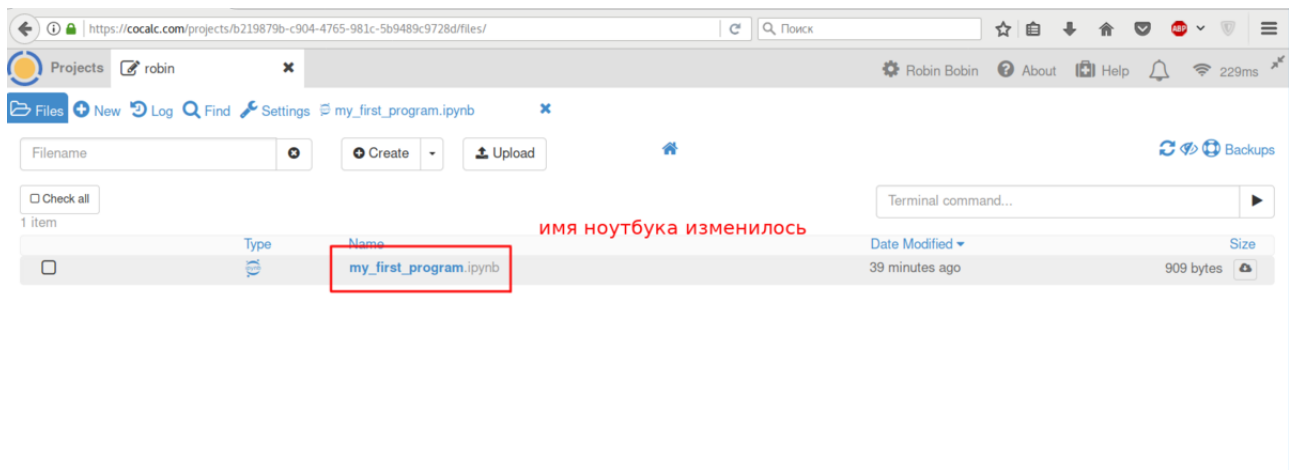 https://cocalc.com/projects/b219879b-c904-4765-981c-5b9489c9728d/files/ Поиск ABP
Projects robin Robin Bobin About Help 229ms
Files New Log Find Settings my_first_program.ipynb
Filename Create Upload Backups
Check all Terminal command...
1 item
имя ноутбука изменилось
Type Name Date Modified Size
my_first_program.ipynb 39 minutes ago 909 bytes